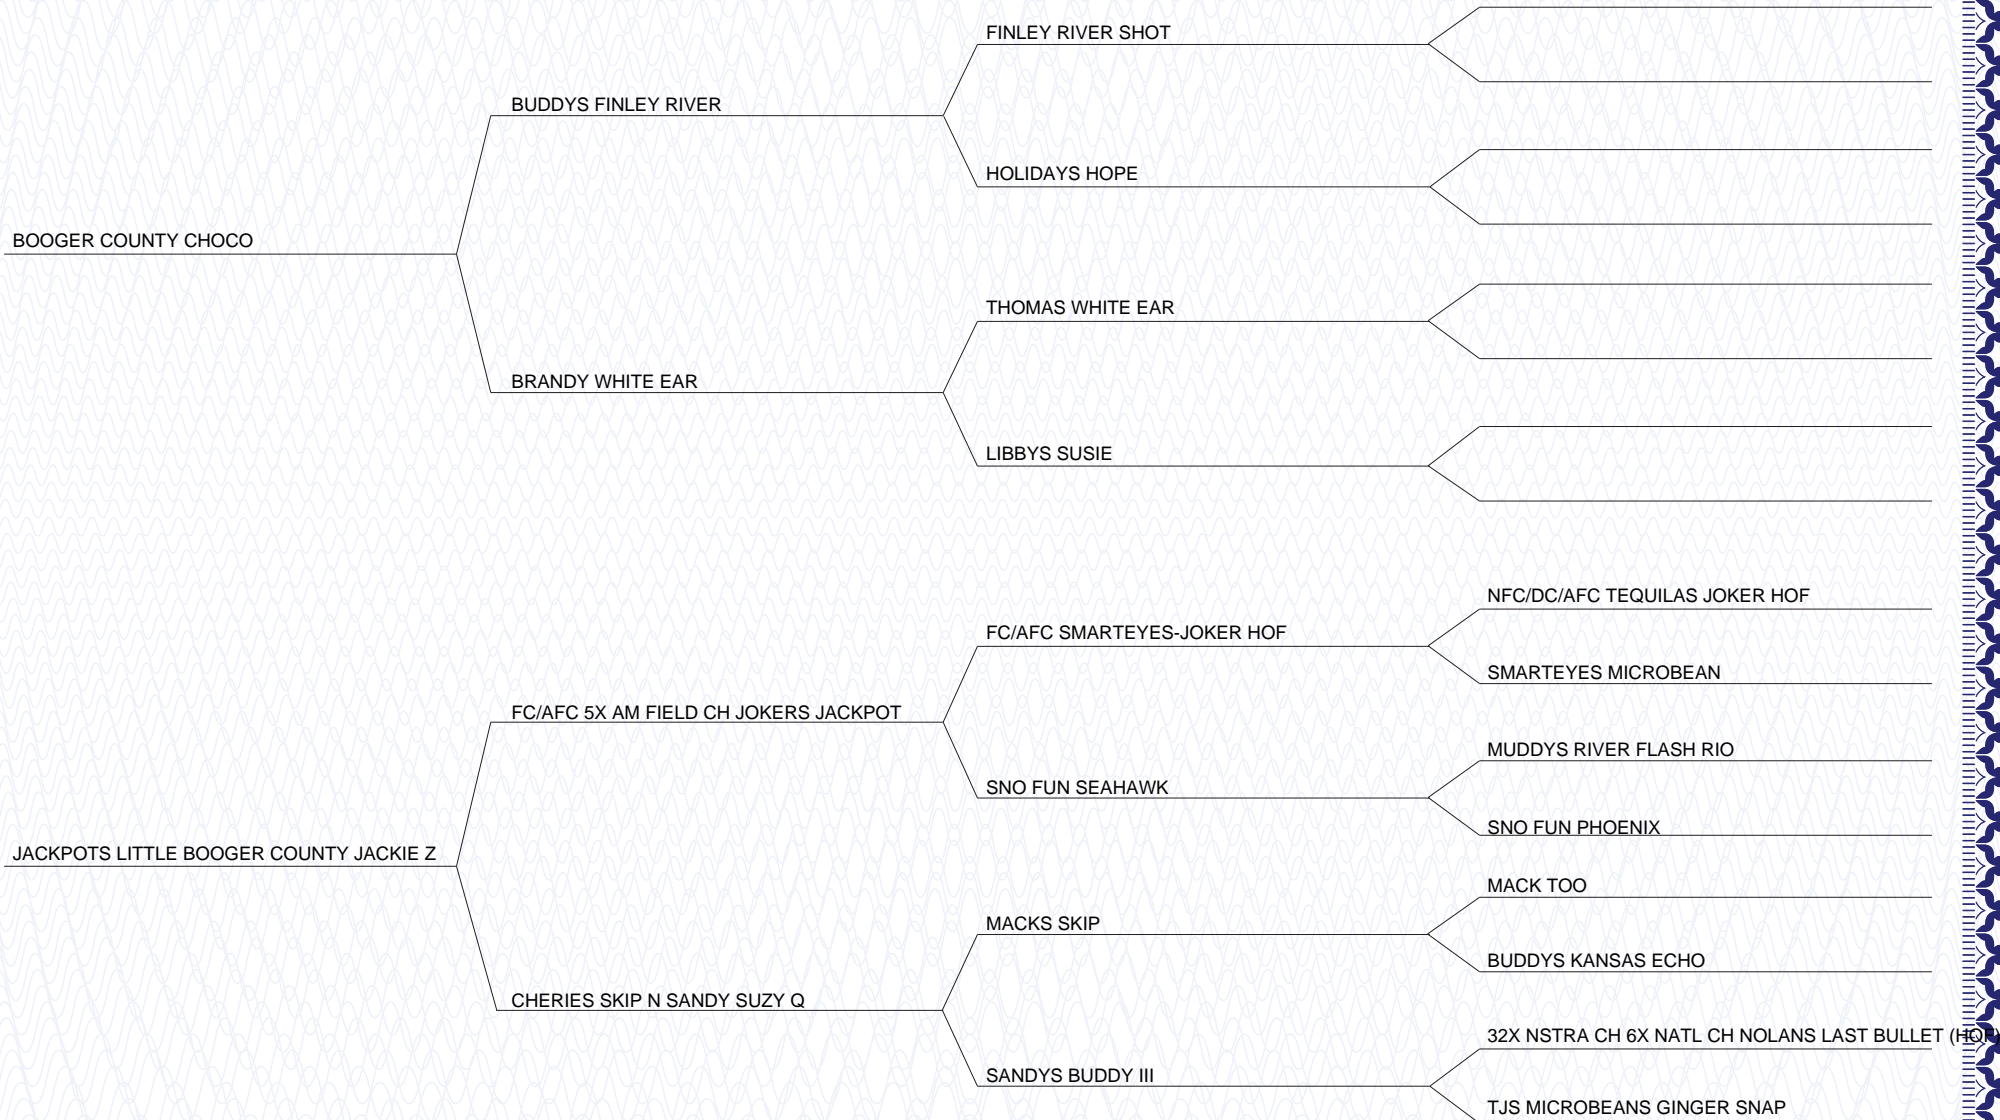 FINLEY RIVER SHOT
BUDDYS FINLEY RIVER
HOLIDAYS HOPE
BOOGER COUNTY CHOCO
THOMAS WHITE EAR
BRANDY WHITE EAR
LIBBYS SUSIE
NFC/DC/AFC TEQUILAS JOKER HOF
FC/AFC SMARTEYES-JOKER HOF
SMARTEYES MICROBEAN
FC/AFC 5X AM FIELD CH JOKERS JACKPOT
MUDDYS RIVER FLASH RIO
SNO FUN SEAHAWK
SNO FUN PHOENIX
JACKPOTS LITTLE BOOGER COUNTY JACKIE Z
MACK TOO
MACKS SKIP
BUDDYS KANSAS ECHO
CHERIES SKIP N SANDY SUZY Q
32X NSTRA CH 6X NATL CH NOLANS LAST BULLET (HOF)
SANDYS BUDDY III
TJS MICROBEANS GINGER SNAP